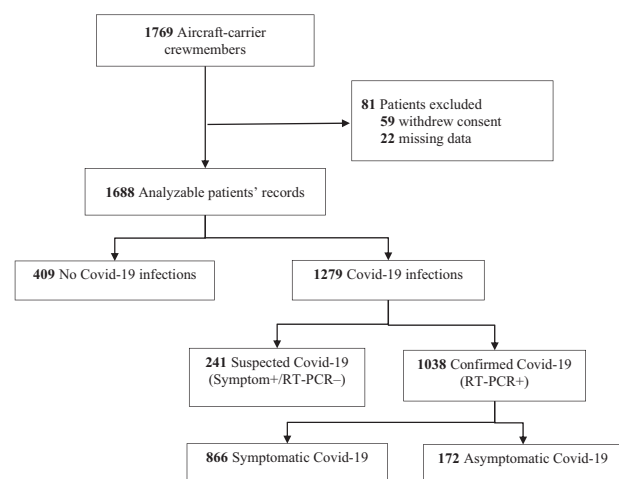 1769 Aircraft-carrier
crewmembers
81 Patients excluded
59 withdrew consent
22 missing data
1688 Analyzable patients' records
409 No Covid-19 infections
1279 Covid-19 infections
241 Suspected Covid-19
(Symptom+/RT-PCR–)
1038 Confirmed Covid-19
(RT-PCR+)
866 Symptomatic Covid-19
172 Asymptomatic Covid-19